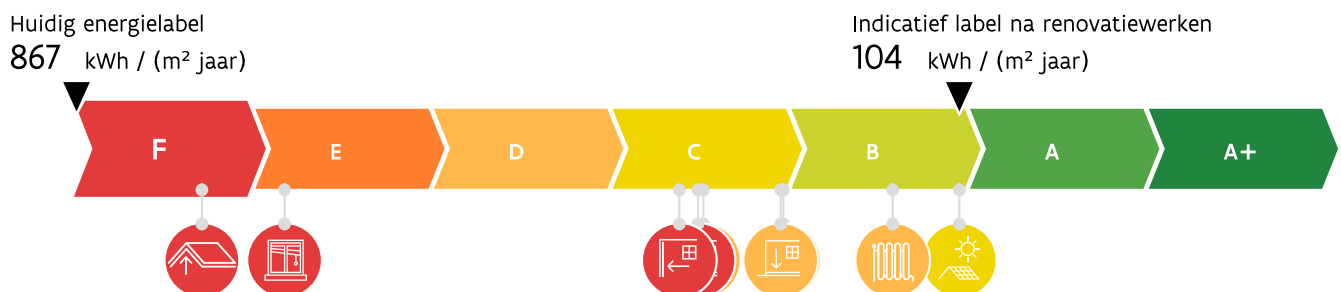 Huidig energielabel
867 kWh / (m² jaar)
Indicatief label na renovatiewerken
104 kWh / (m² jaar)
F E D C B A A+